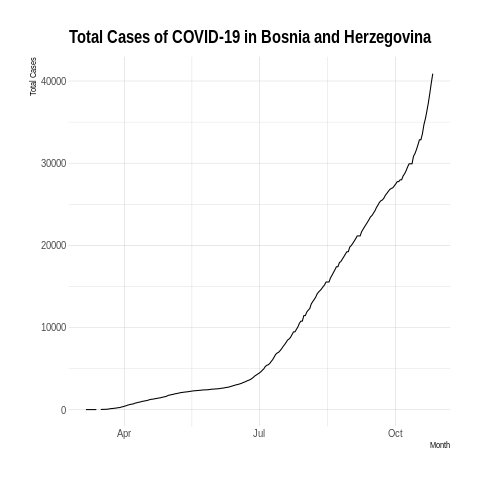 Total Cases of COVID-19 in Bosnia and Herzegovina
Total Cases
40000
30000
20000
10000
0
Apr Jul Oct
Month